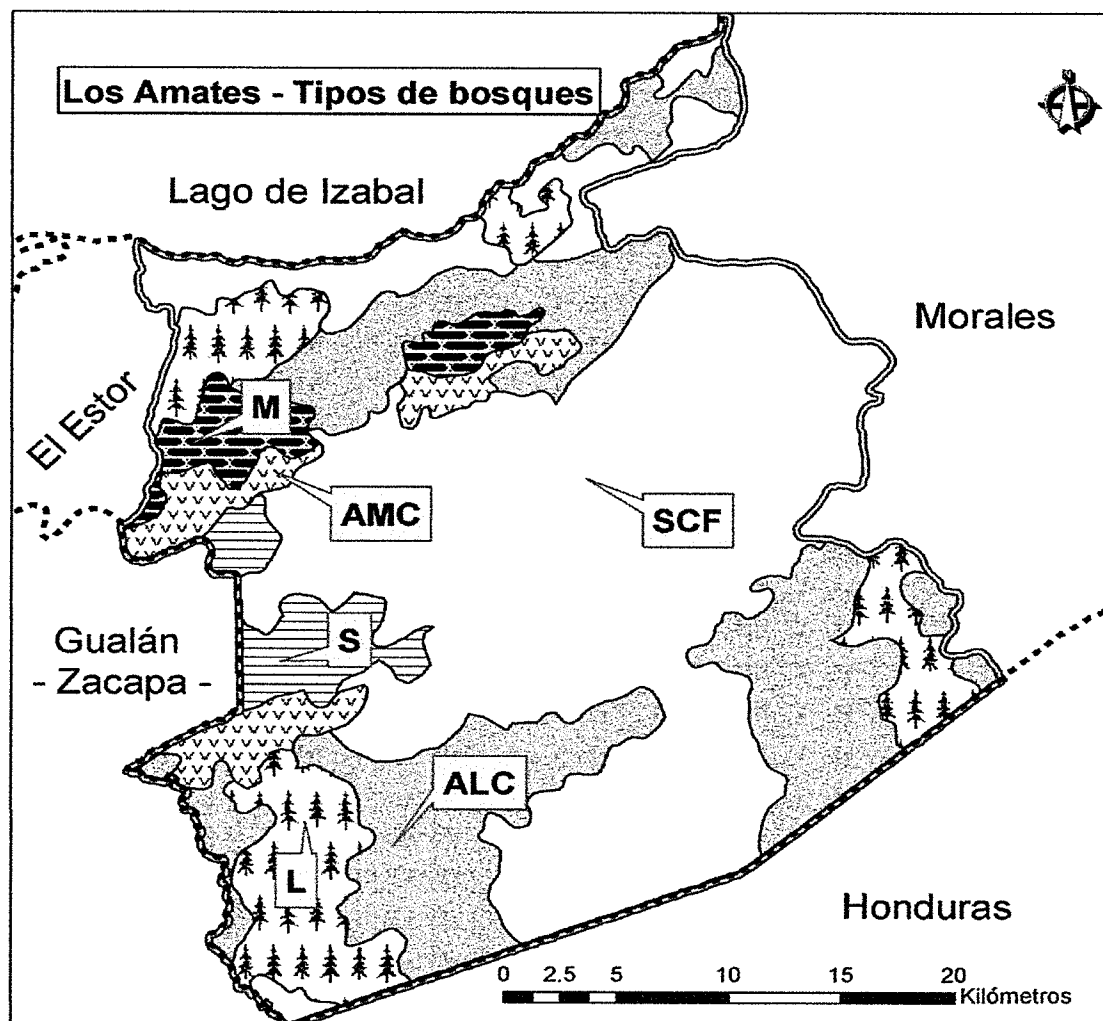 Los Amates - Tipos de bosques
Lago de Izabal
Morales
El Estor
M
AMC
SCF
Gualán
- Zacapa -
S
ALC
L
Honduras
0 2.5 5 10 15 20
Kilómetros